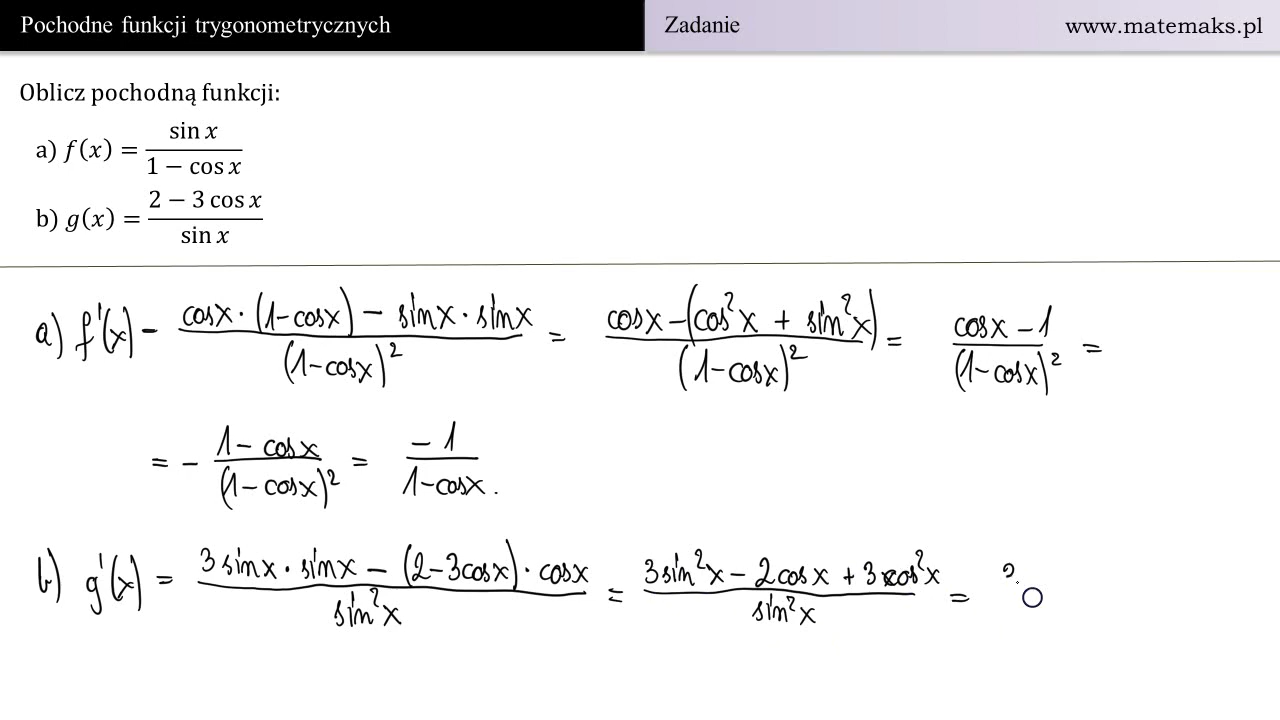 Pochodne funkcji trygonometrycznych Zadanie www.matemaks.pl
Oblicz pochodną funkcji:
a) f(x) = sin x / (1 − cos x)
b) g(x) = (2 − 3 cos x) / sin x
a) f'(x) − (cosx · (1−cosx) − sinx · sinx) / (1−cosx)² = (cosx − (cos²x + sin²x)) / (1−cosx)² = (cosx − 1) / (1−cosx)² =
= − (1−cosx) / (1−cosx)² = −1 / (1−cosx) .
b) g'(x) = (3 sinx · sinx − (2−3cosx) · cosx) / sin²x = (3sin²x − 2cosx + 3cos²x) / sin²x =